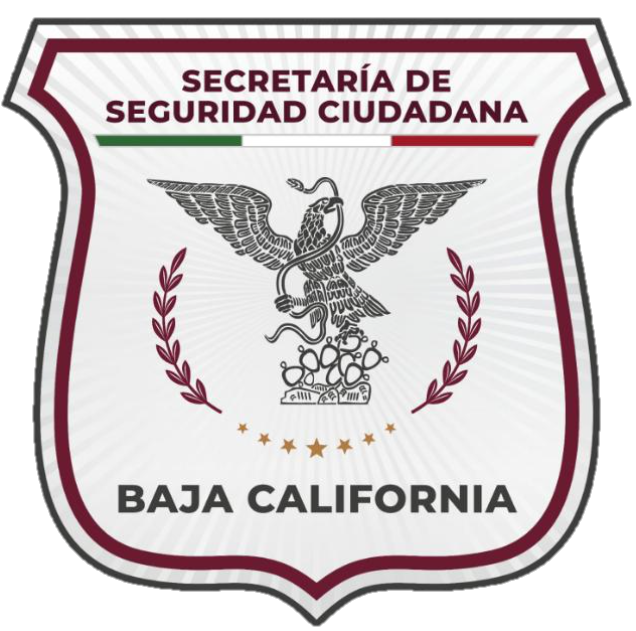 SECRETARÍA DE
SEGURIDAD CIUDADANA
BAJA CALIFORNIA